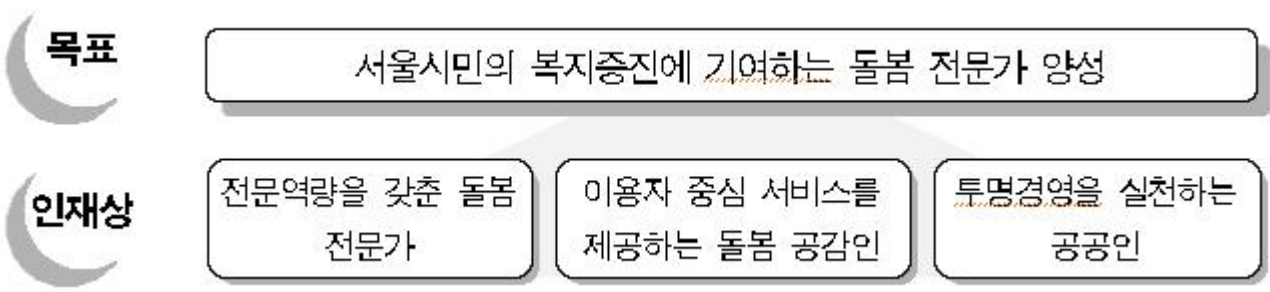 목표
서울시민의 복지증진에 기여하는 돌봄 전문가 양성
인재상
전문역량을 갖춘 돌봄
전문가
이용자 중심 서비스를
제공하는 돌봄 공감인
투명경영을 실천하는
공공인